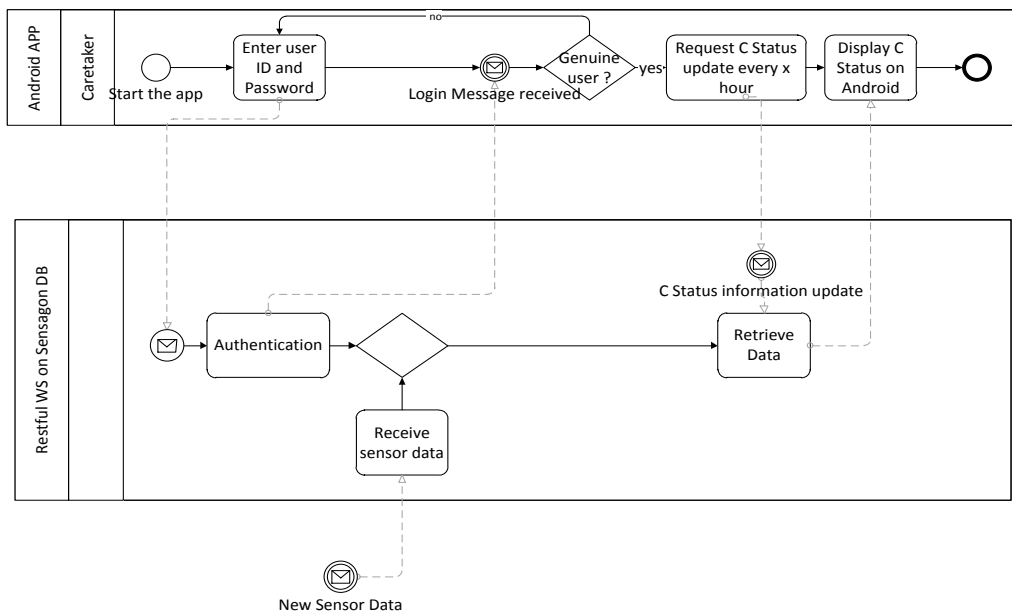 Android APP
Caretaker
no
Start the app
Enter user
ID and
Password
Login Message received
Genuine
user ?
yes
Request C Status
update every x
hour
Display C
Status on
Android
Restful WS on Sensagon DB
C Status information update
Authentication
Retrieve
Data
Receive
sensor data
New Sensor Data